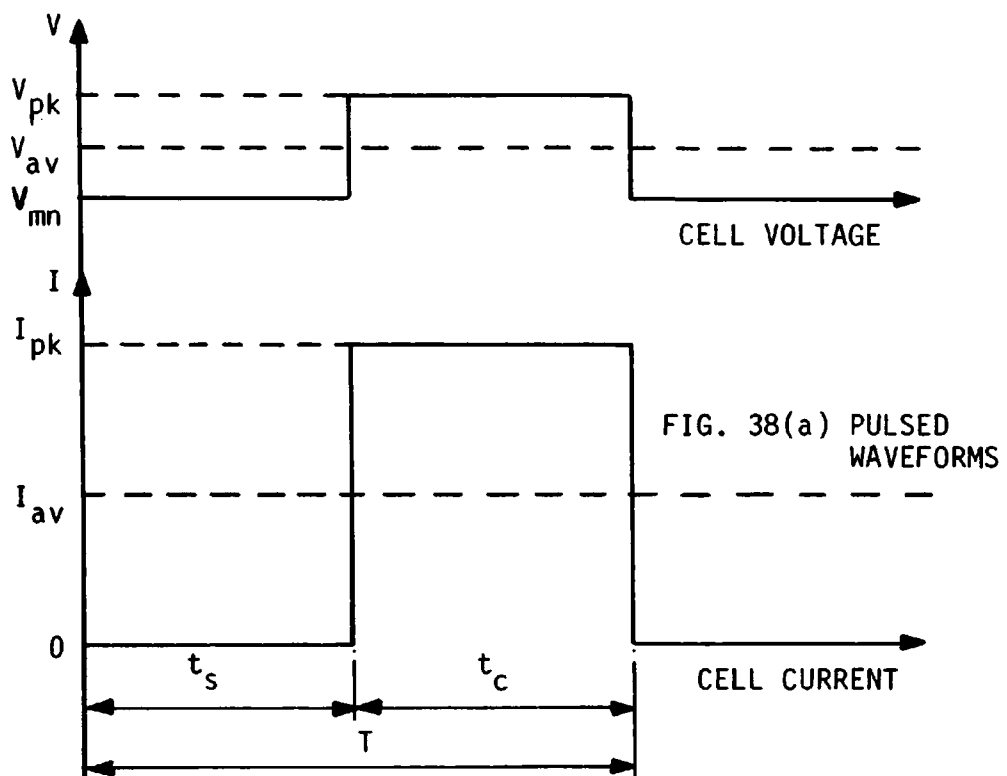 V
V_pk
V_av
V_mn
CELL VOLTAGE
I
I_pk
FIG. 38(a) PULSED
WAVEFORMS
I_av
0
t_s
t_c
CELL CURRENT
T